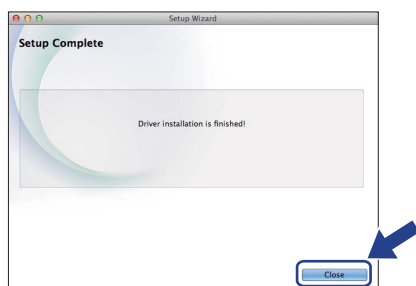 Setup Wizard
Setup Complete
Driver installation is finished!
Close